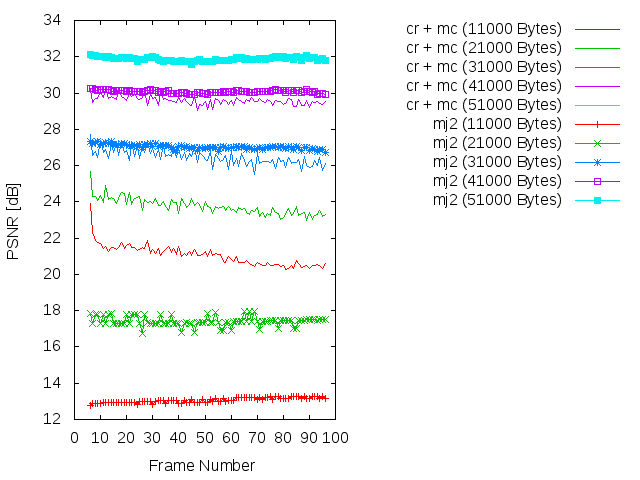 34
32
30
28
26
24
22
20
18
16
14
12
0 10 20 30 40 50 60 70 80 90 100
PSNR [dB]
Frame Number
cr + mc (11000 Bytes)
cr + mc (21000 Bytes)
cr + mc (31000 Bytes)
cr + mc (41000 Bytes)
cr + mc (51000 Bytes)
mj2 (11000 Bytes)
mj2 (21000 Bytes)
mj2 (31000 Bytes)
mj2 (41000 Bytes)
mj2 (51000 Bytes)